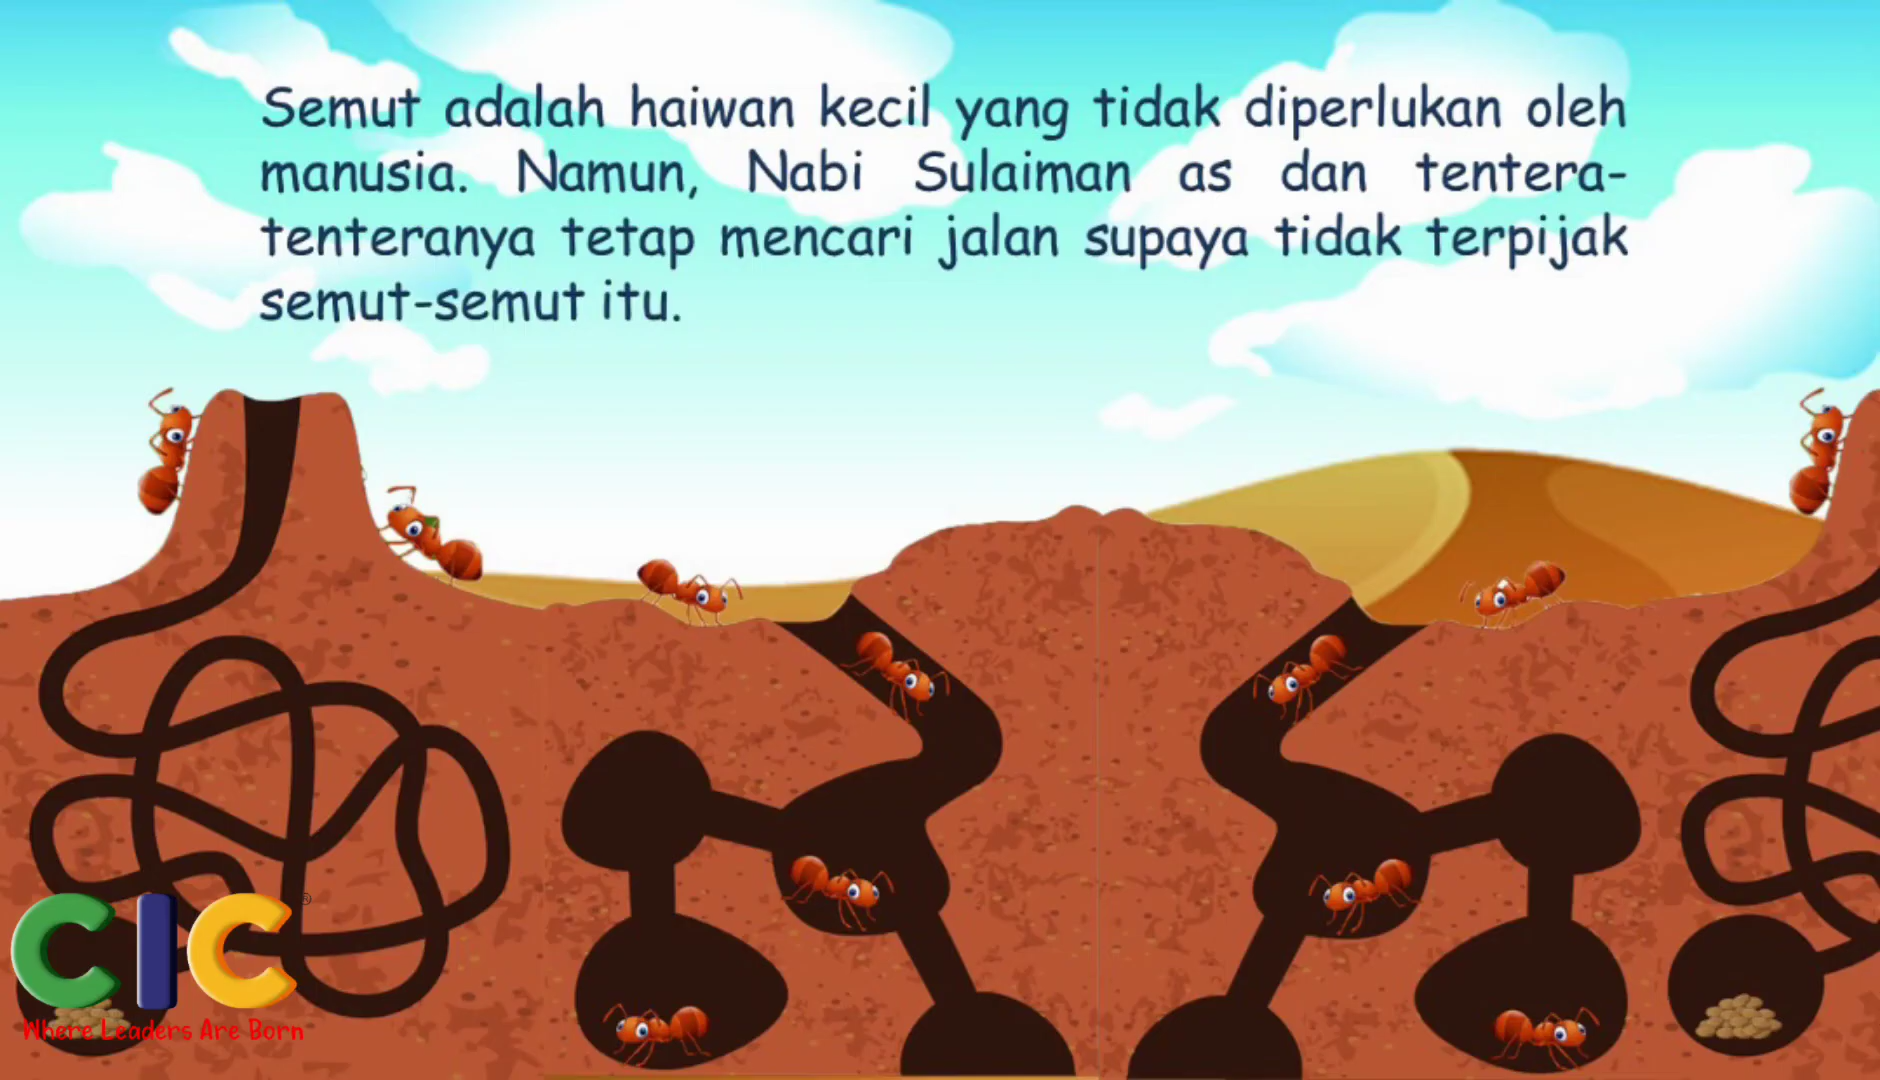 Semut adalah haiwan kecil yang tidak diperlukan oleh
manusia. Namun, Nabi Sulaiman as dan tentera-
tenteranya tetap mencari jalan supaya tidak terpijak
semut-semut itu.
CIC®
Where Leaders Are Born